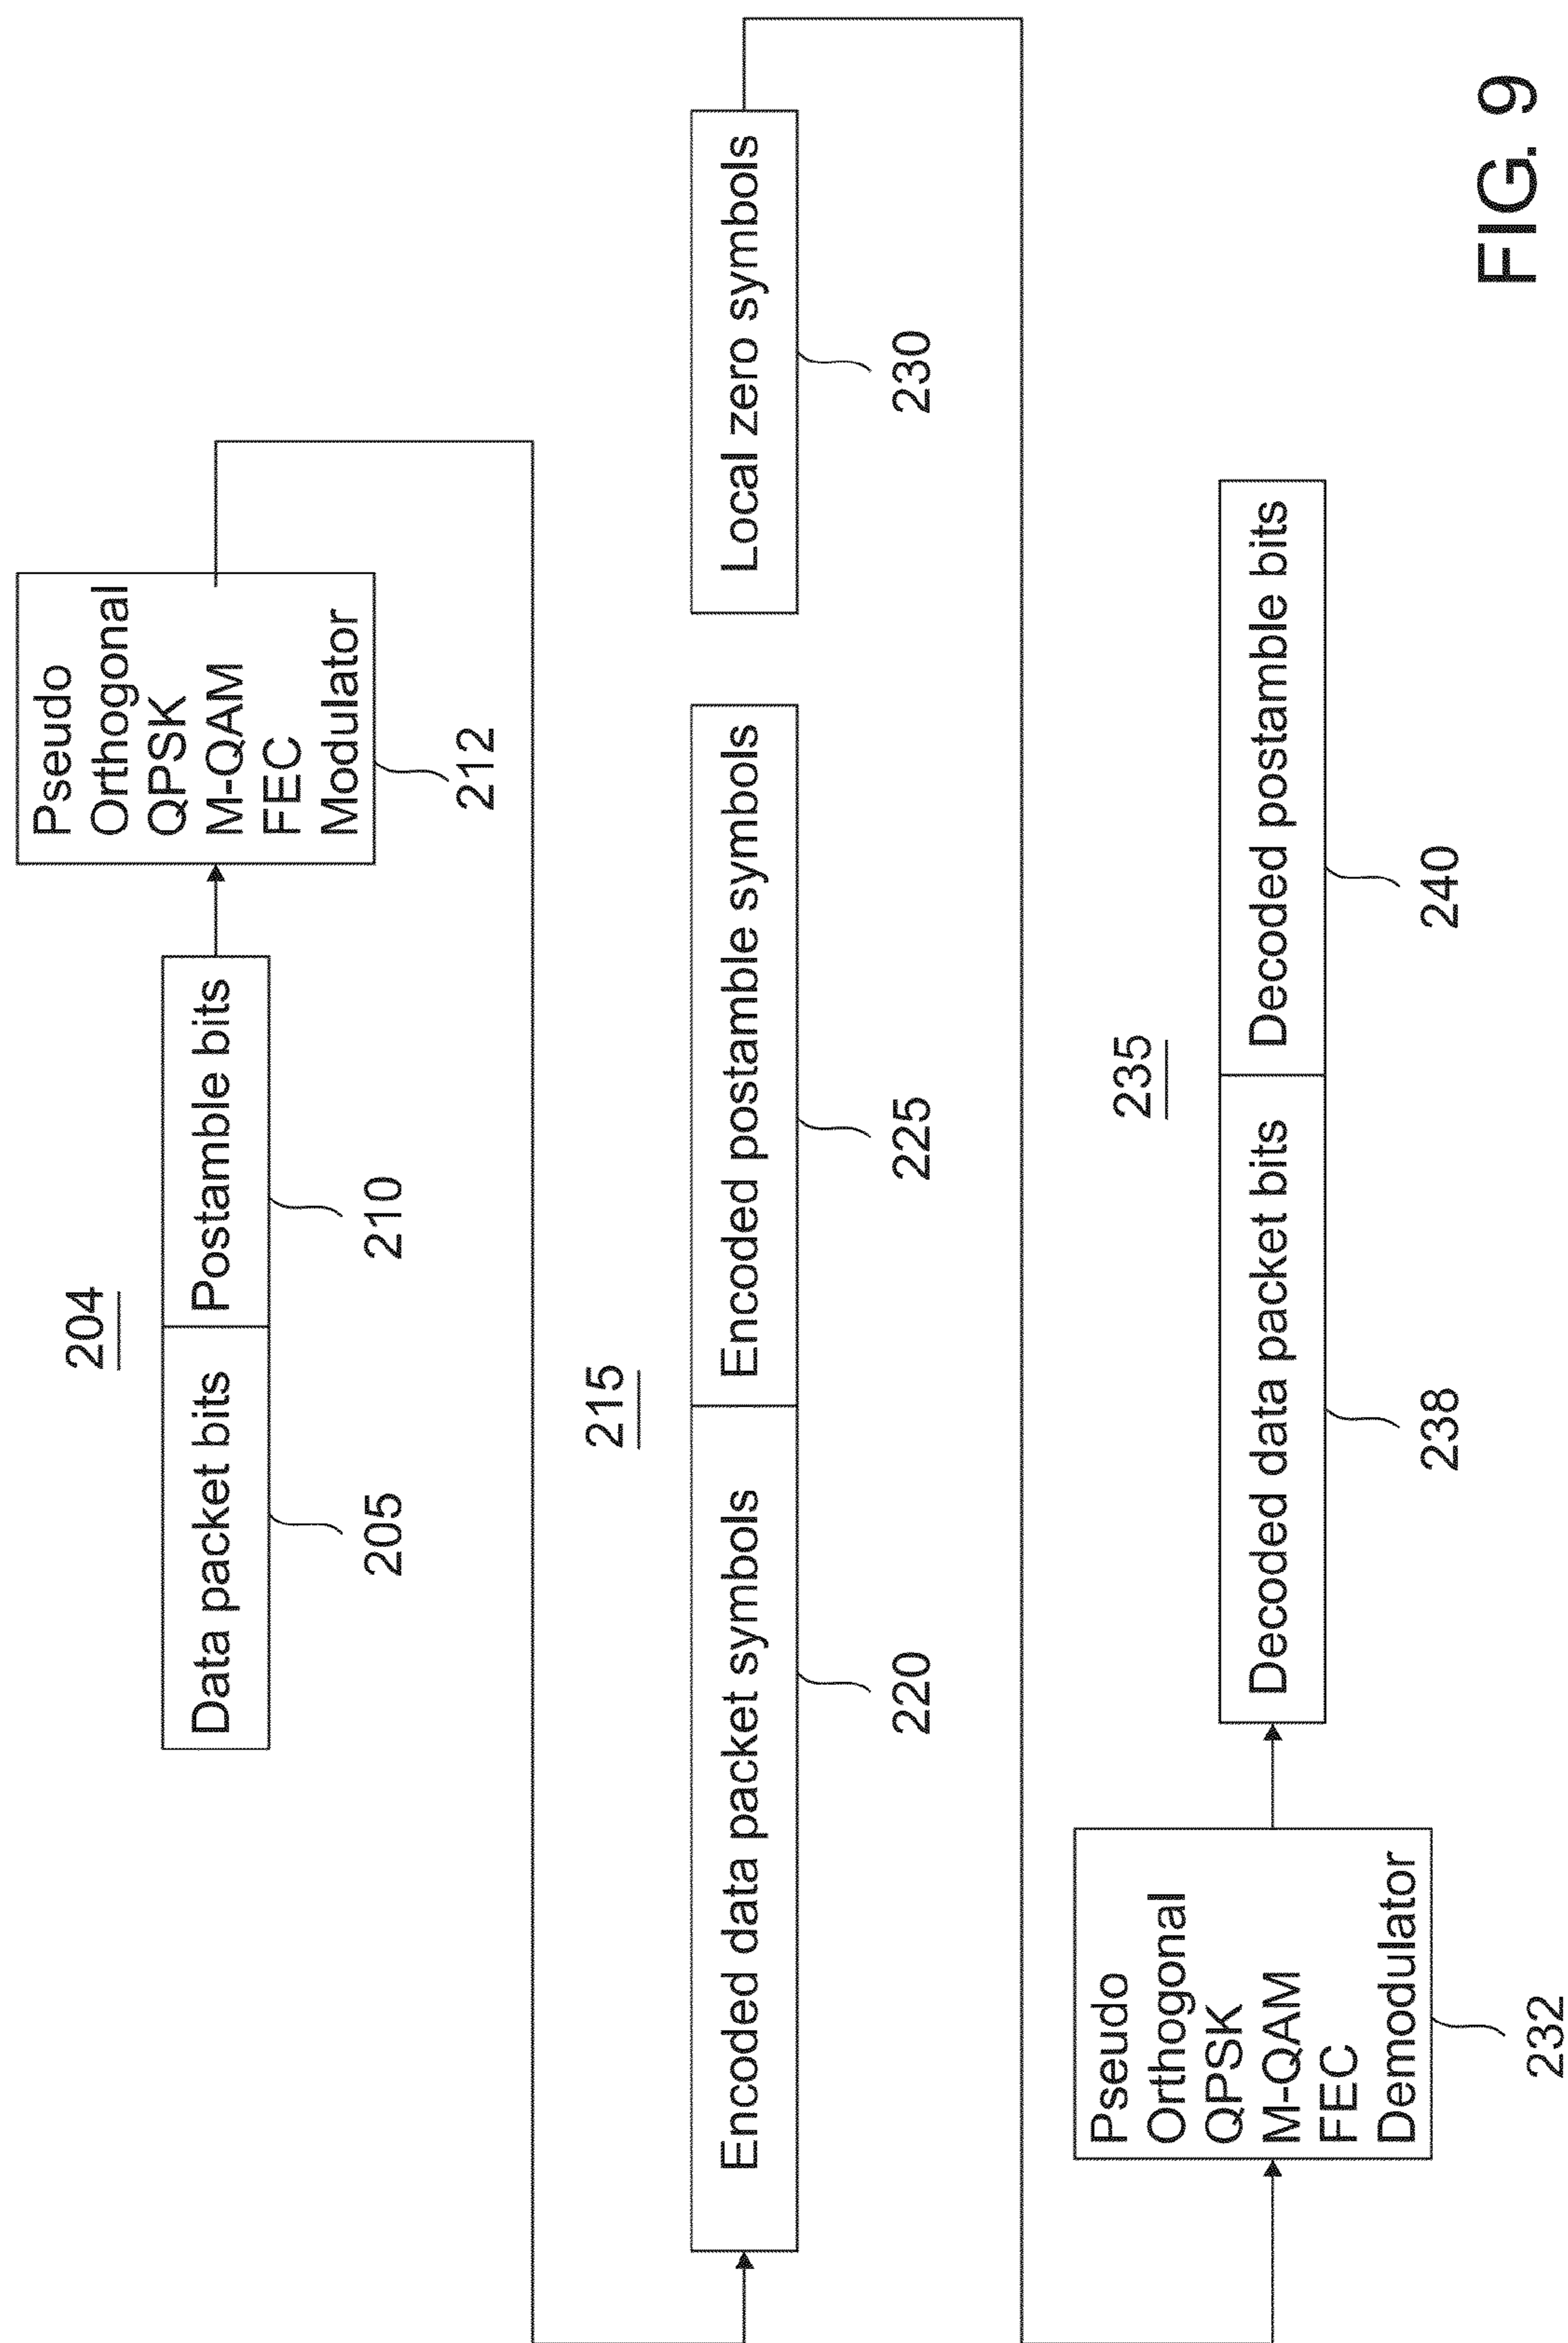 204
Data packet bits
Postamble bits
205
210
Pseudo
Orthogonal
QPSK
M-QAM
FEC
Modulator
212
215
Encoded data packet symbols
Encoded postamble symbols
Local zero symbols
220
225
230
Pseudo
Orthogonal
QPSK
M-QAM
FEC
Demodulator
232
235
Decoded data packet bits
Decoded postamble bits
238
240
FIG. 9